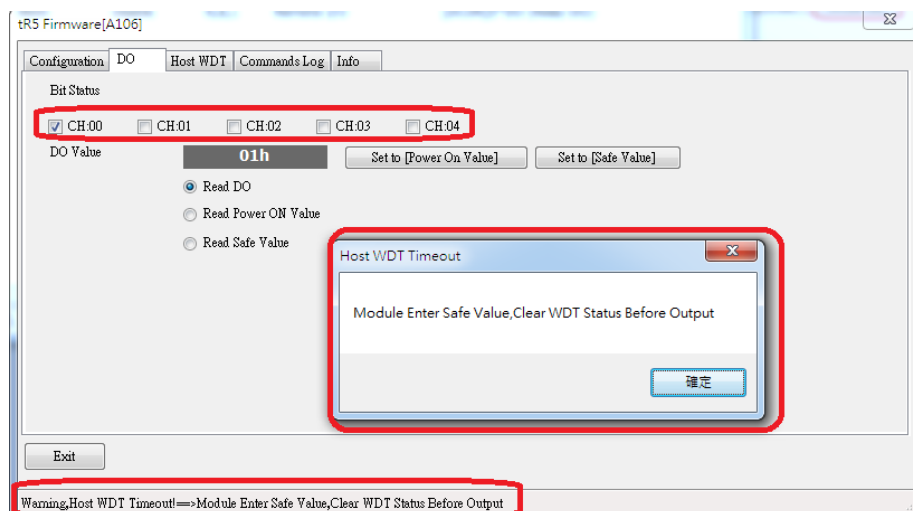 tR5 Firmware[A106]
Configuration DO Host WDT Commands Log Info
Bit Status
CH:00 CH:01 CH:02 CH:03 CH:04
DO Value 01h Set to [Power On Value] Set to [Safe Value]
Read DO
Read Power ON Value
Read Safe Value
Host WDT Timeout
Module Enter Safe Value,Clear WDT Status Before Output
確定
Exit
Warning,Host WDT Timeout!==>Module Enter Safe Value,Clear WDT Status Before Output